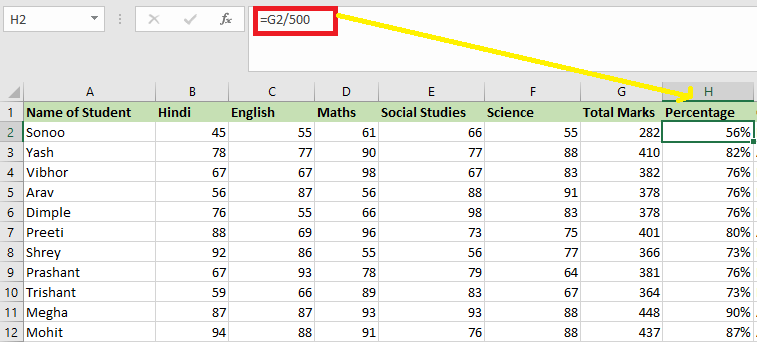 H2 fx =G2/500
A B C D E F G H
1 Name of Student Hindi English Maths Social Studies Science Total Marks Percentage
2 Sonoo 45 55 61 66 55 282 56%
3 Yash 78 77 90 77 88 410 82%
4 Vibhor 67 67 98 67 83 382 76%
5 Arav 56 87 56 88 91 378 76%
6 Dimple 76 55 66 98 83 378 76%
7 Preeti 88 69 96 73 75 401 80%
8 Shrey 92 86 55 56 77 366 73%
9 Prashant 67 93 78 79 64 381 76%
10 Trishant 59 66 89 83 67 364 73%
11 Megha 87 87 93 93 88 448 90%
12 Mohit 94 88 91 76 88 437 87%